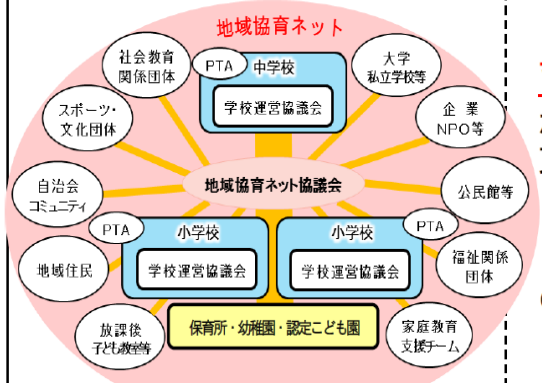 地域協育ネット
社会教育
関係団体
PTA
中学校
学校運営協議会
大学
私立学校等
スポーツ・
文化団体
企業
NPO等
自治会
コミュニティ
地域協育ネット協議会
公民館等
PTA
小学校
学校運営協議会
小学校
学校運営協議会
PTA
地域住民
福祉関係
団体
放課後
子ども教室等
保育所・幼稚園・認定こども園
家庭教育
支援チーム